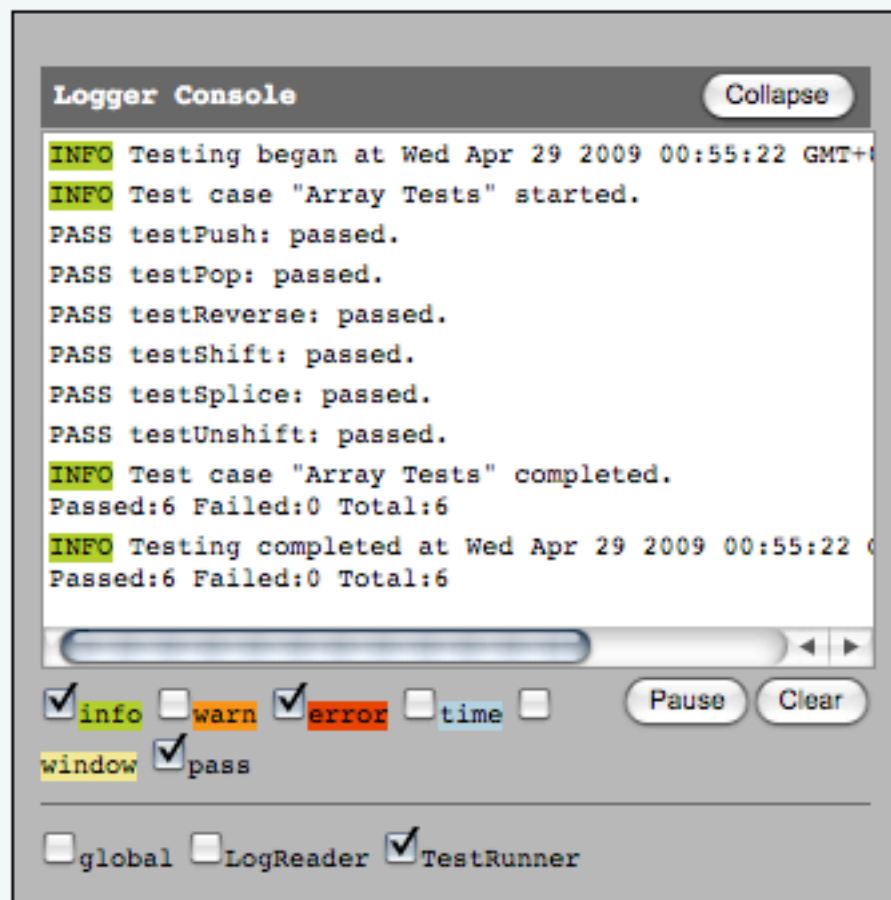 Logger Console Collapse
INFO Testing began at Wed Apr 29 2009 00:55:22
INFO Test case "Array Tests" started.
PASS testPush: passed.
PASS testPop: passed.
PASS testReverse: passed.
PASS testShift: passed.
PASS testSplice: passed.
PASS testUnshift: passed.
INFO Test case "Array Tests" completed.
Passed:6 Failed:0 Total:6
INFO Testing completed at Wed Apr 29 2009 00:55:22
Passed:6 Failed:0 Total:6
info warn error time Pause Clear
window pass
global LogReader TestRunner